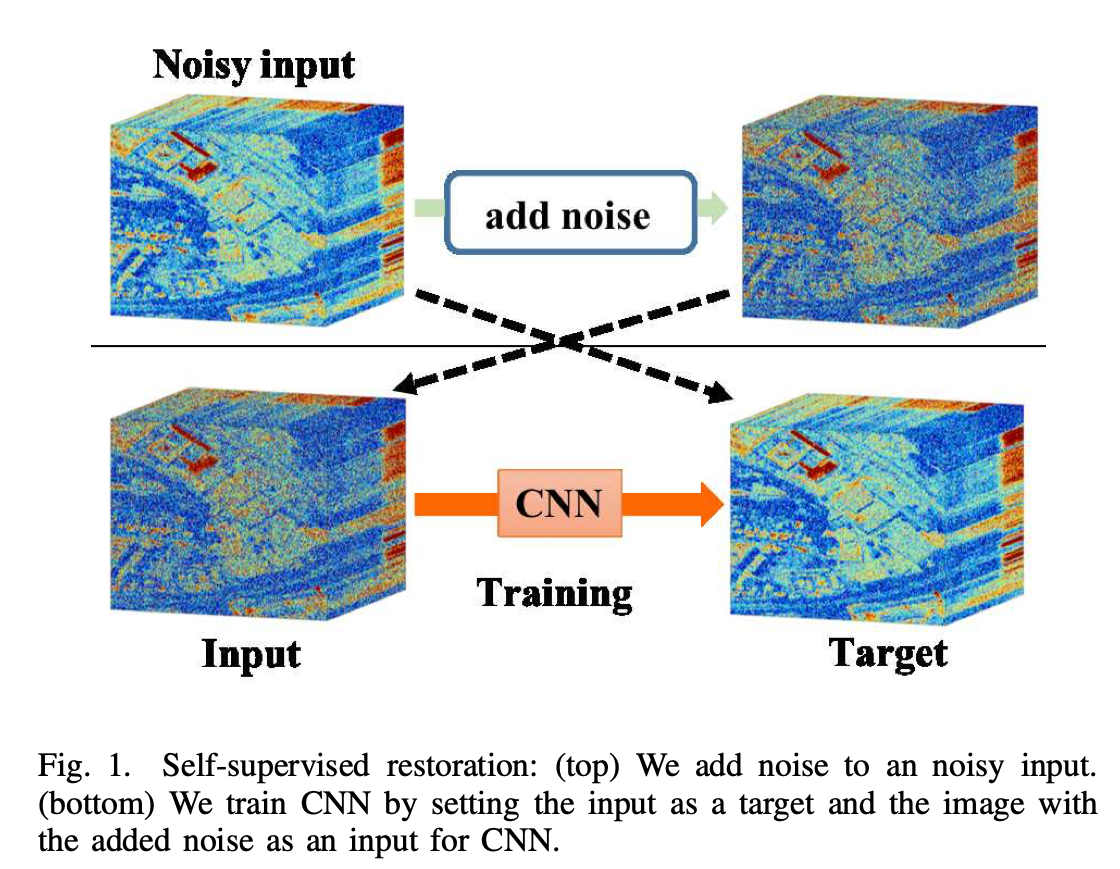 Noisy input
add noise
CNN
Training
Input
Target
Fig. 1. Self-supervised restoration: (top) We add noise to an noisy input.
(bottom) We train CNN by setting the input as a target and the image with
the added noise as an input for CNN.